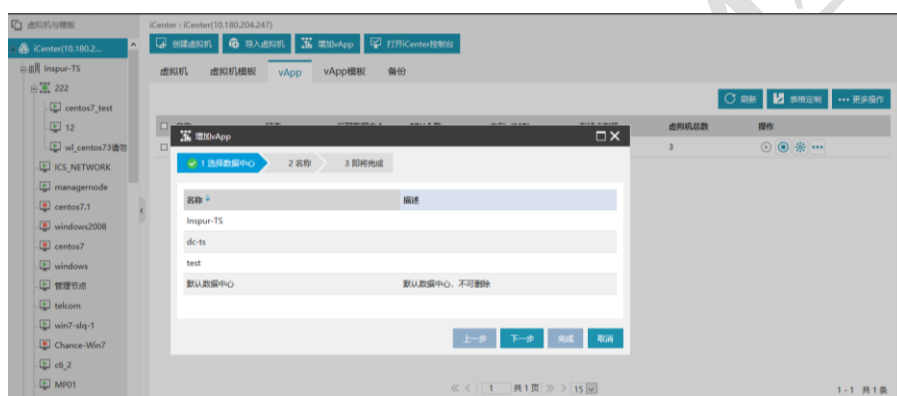 虚拟机与模板
iCenter : iCenter(10.180.204.247)
iCenter(10.180.2...
创建虚拟机 导入虚拟机 增加vApp 打开iCenter控制台
Inspur-TS
虚拟机 虚拟机模板 vApp vApp模板 备份
222
centos7_test
刷新 表格定制 ••• 更多操作
12
虚拟机总数 操作
增加vApp
wl_centos73请勿
3
ICS_NETWORK
1 选择数据中心 2 名称 3 即将完成
managernode
名称 描述
centos7.1
Inspur-TS
windows2008
dc-ts
centos7
test
windows
默认数据中心 默认数据中心、不可删除
管理节点
telcom
win7-slq-1
上一步 下一步 完成 取消
Chance-Win7
c6_2
MP01
1 共 1 页 15
1 - 1 共 1 条